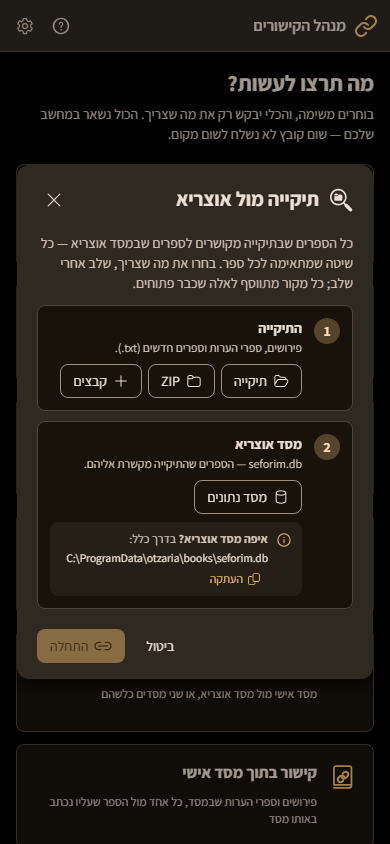 מנהל הקישורים
מה תרצו לעשות?
בוחרים משימה, והכלי יבקש רק את מה שצריך. הכול נשאר במחשב
שלכם — שום קובץ לא נשלח לשום מקום.
תיקייה מול אוצריא
כל הספרים שבתיקייה מקושרים לספרים שבמסד אוצריא — כל
שיטה שמתאימה לכל ספר. בחרו את מה שצריך, שלב אחרי
שלב; כל מקור מתווסף לאלה שכבר פתוחים.
1
התיקייה
פירושים, ספרי הערות וספרים חדשים (txt.).
תיקייה
ZIP
קבצים
2
מסד אוצריא
seforim.db — הספרים שהתיקייה מקשרת אליהם.
מסד נתונים
איפה מסד אוצריא? בדרך כלל:
C:\ProgramData\otzaria\books\seforim.db
העתקה
ביטול
התחלה
מסד אישי מול מסד אוצריא, או שני מסדים כלשהם
קישור בתוך מסד אישי
פירושים וספרי הערות שבמסד, כל אחד מול הספר שעליו נכתב
באותו מסד